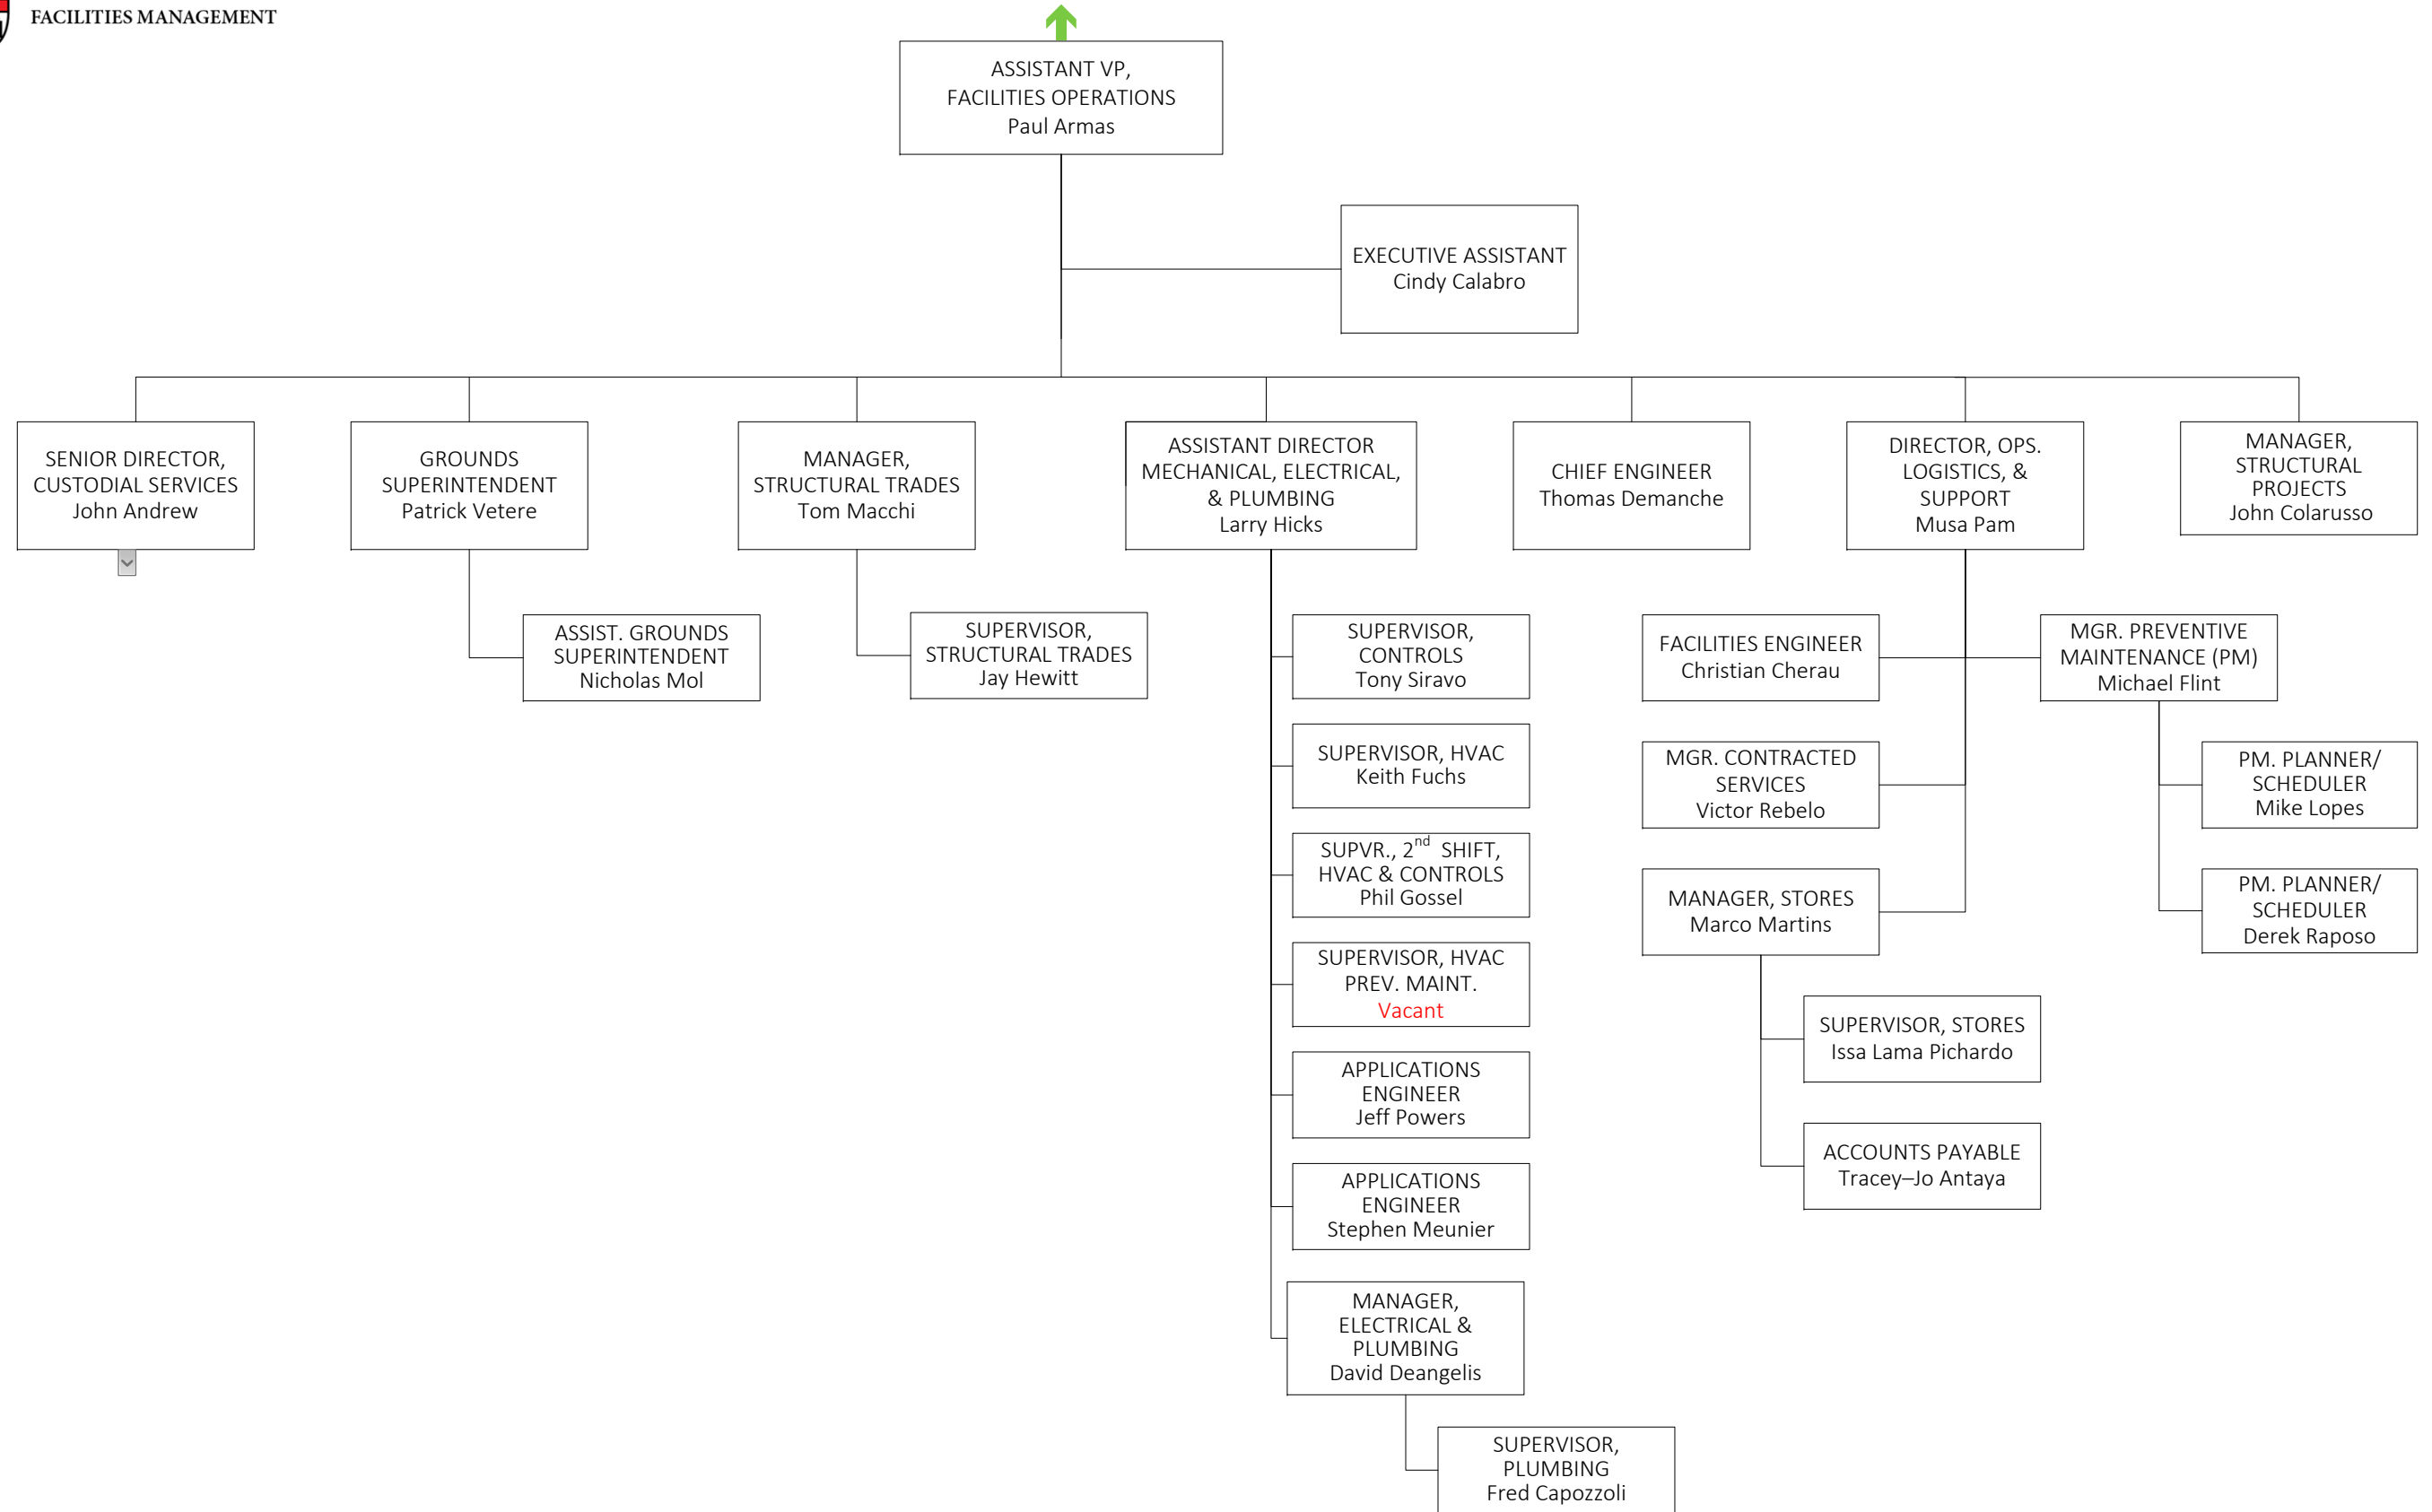 FACILITIES MANAGEMENT
ASSISTANT VP,
FACILITIES OPERATIONS
Paul Armas
EXECUTIVE ASSISTANT
Cindy Calabro
SENIOR DIRECTOR,
CUSTODIAL SERVICES
John Andrew
GROUNDS
SUPERINTENDENT
Patrick Vetere
MANAGER,
STRUCTURAL TRADES
Tom Macchi
ASSISTANT DIRECTOR
MECHANICAL, ELECTRICAL,
& PLUMBING
Larry Hicks
CHIEF ENGINEER
Thomas Demanche
DIRECTOR, OPS.
LOGISTICS, &
SUPPORT
Musa Pam
MANAGER,
STRUCTURAL
PROJECTS
John Colarusso
ASSIST. GROUNDS
SUPERINTENDENT
Nicholas Mol
SUPERVISOR,
STRUCTURAL TRADES
Jay Hewitt
SUPERVISOR,
CONTROLS
Tony Siravo
SUPERVISOR, HVAC
Keith Fuchs
SUPVR., 2nd SHIFT,
HVAC & CONTROLS
Phil Gossel
SUPERVISOR, HVAC
PREV. MAINT.
Vacant
APPLICATIONS
ENGINEER
Jeff Powers
APPLICATIONS
ENGINEER
Stephen Meunier
MANAGER,
ELECTRICAL &
PLUMBING
David Deangelis
SUPERVISOR,
PLUMBING
Fred Capozzoli
FACILITIES ENGINEER
Christian Cherau
MGR. CONTRACTED
SERVICES
Victor Rebelo
MANAGER, STORES
Marco Martins
SUPERVISOR, STORES
Issa Lama Pichardo
ACCOUNTS PAYABLE
Tracey–Jo Antaya
MGR. PREVENTIVE
MAINTENANCE (PM)
Michael Flint
PM. PLANNER/
SCHEDULER
Mike Lopes
PM. PLANNER/
SCHEDULER
Derek Raposo